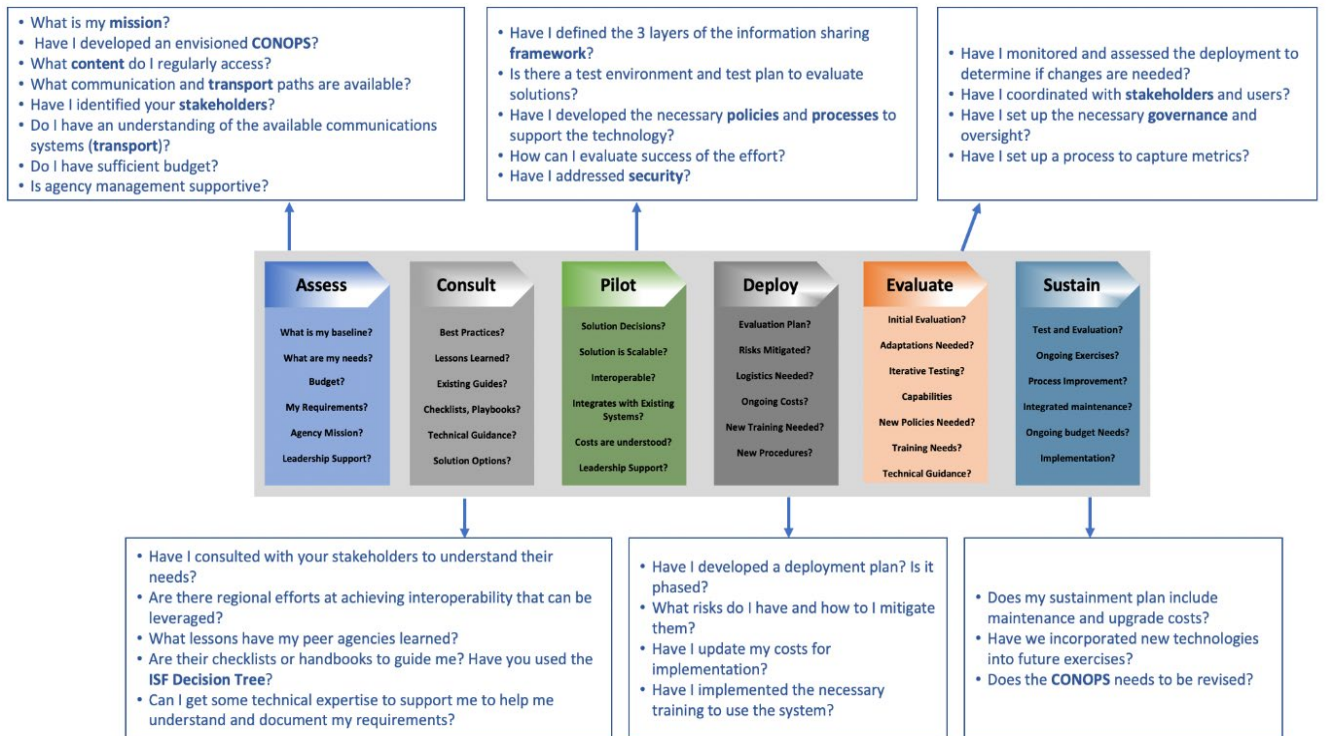 • What is my mission?
• Have I developed an envisioned CONOPS?
• What content do I regularly access?
• What communication and transport paths are available?
• Have I identified your stakeholders?
• Do I have an understanding of the available communications
systems (transport)?
• Do I have sufficient budget?
• Is agency management supportive?
• Have I defined the 3 layers of the information sharing
framework?
• Is there a test environment and test plan to evaluate
solutions?
• Have I developed the necessary policies and processes to
support the technology?
• How can I evaluate success of the effort?
• Have I addressed security?
• Have I monitored and assessed the deployment to
determine if changes are needed?
• Have I coordinated with stakeholders and users?
• Have I set up the necessary governance and
oversight?
• Have I set up a process to capture metrics?
Assess
What is my baseline?
What are my needs?
Budget?
My Requirements?
Agency Mission?
Leadership Support?
Consult
Best Practices?
Lessons Learned?
Existing Guides?
Checklists, Playbooks?
Technical Guidance?
Solution Options?
Pilot
Solution Decisions?
Solution is Scalable?
Interoperable?
Integrates with Existing
Systems?
Costs are understood?
Leadership Support?
Deploy
Evaluation Plan?
Risks Mitigated?
Logistics Needed?
Ongoing Costs?
New Training Needed?
New Procedures?
Evaluate
Initial Evaluation?
Adaptations Needed?
Iterative Testing?
Capabilities
New Policies Needed?
Training Needs?
Technical Guidance?
Sustain
Test and Evaluation?
Ongoing Exercises?
Process Improvement?
Integrated maintenance?
Ongoing budget Needs?
Implementation?
• Have I consulted with your stakeholders to understand their
needs?
• Are there regional efforts at achieving interoperability that can be
leveraged?
• What lessons have my peer agencies learned?
• Are their checklists or handbooks to guide me? Have you used the
ISF Decision Tree?
• Can I get some technical expertise to support me to help me
understand and document my requirements?
• Have I developed a deployment plan? Is it
phased?
• What risks do I have and how to I mitigate
them?
• Have I update my costs for
implementation?
• Have I implemented the necessary
training to use the system?
• Does my sustainment plan include
maintenance and upgrade costs?
• Have we incorporated new technologies
into future exercises?
• Does the CONOPS needs to be revised?